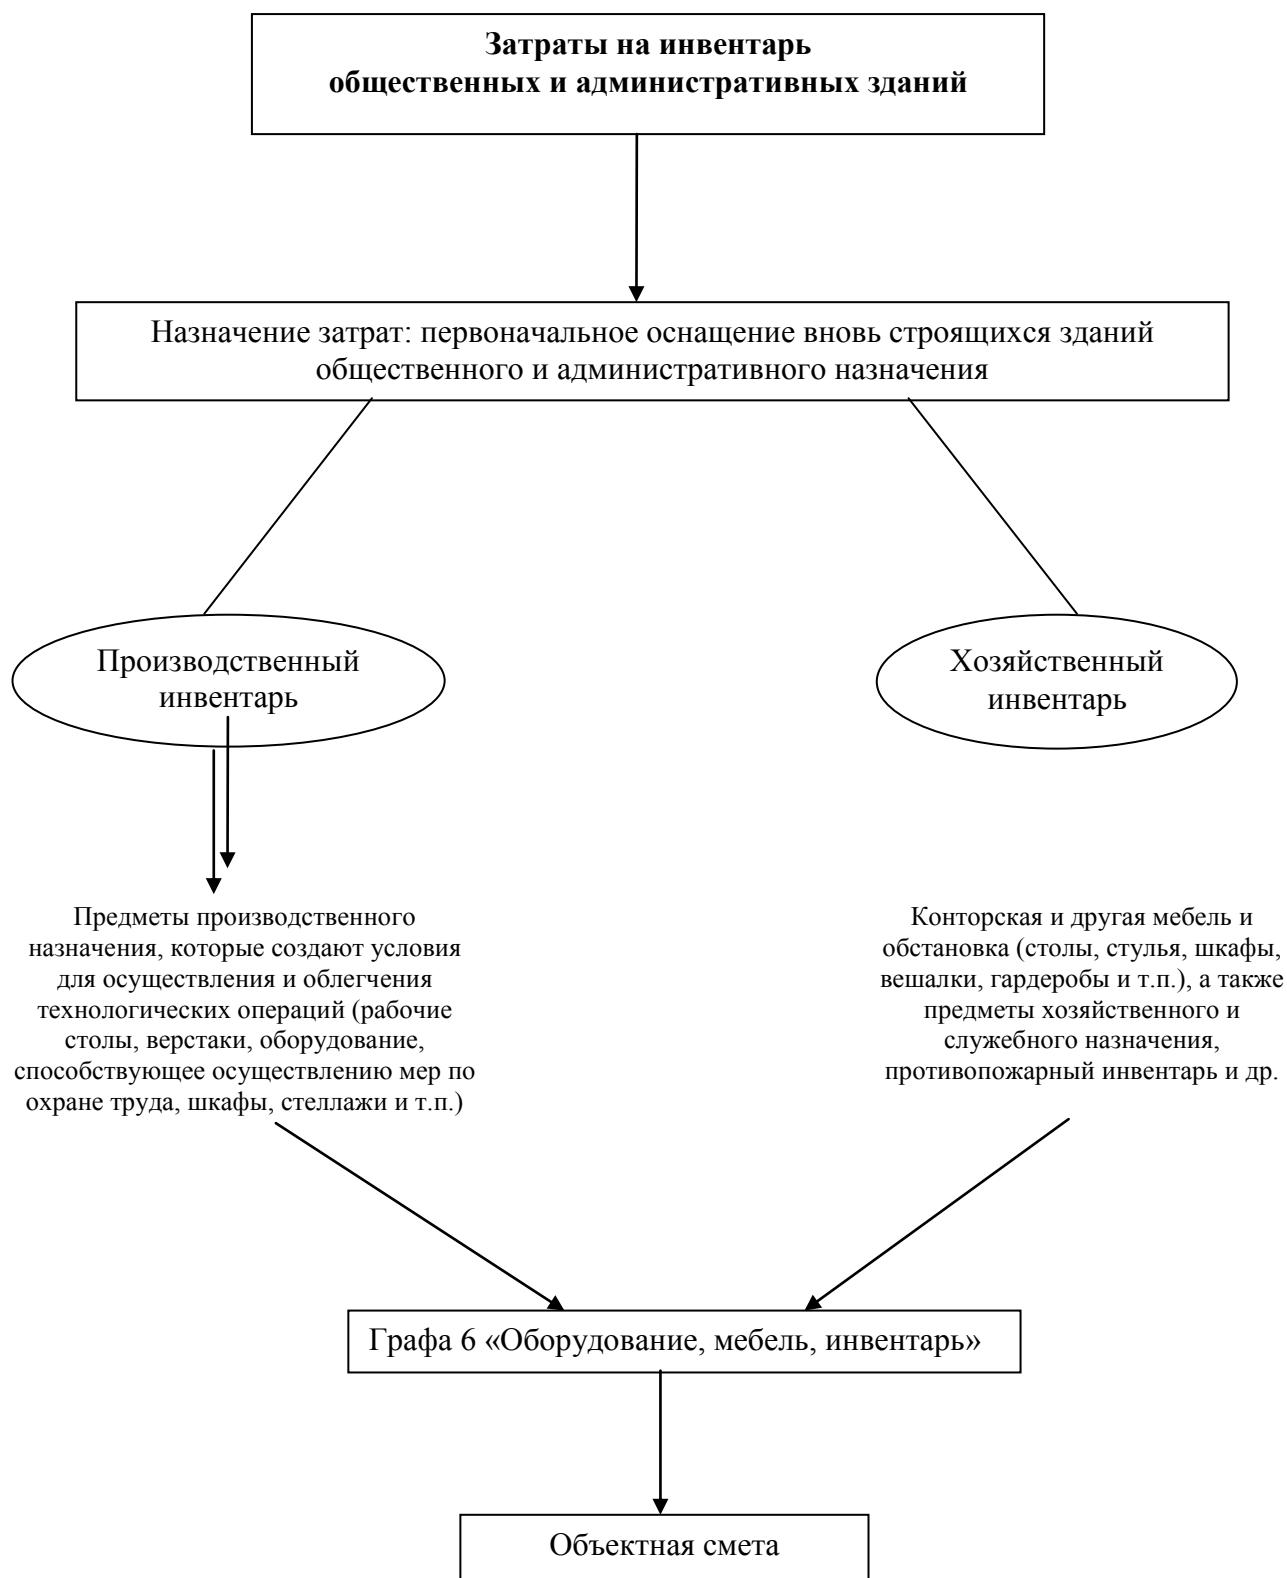 Затраты на инвентарь
общественных и административных зданий
Назначение затрат: первоначальное оснащение вновь строящихся зданий
общественного и административного назначения
Производственный
инвентарь
Хозяйственный
инвентарь
Предметы производственного
назначения, которые создают условия
для осуществления и облегчения
технологических операций (рабочие
столы, верстаки, оборудование,
способствующее осуществлению мер по
охране труда, шкафы, стеллажи и т.п.)
Конторская и другая мебель и
обстановка (столы, стулья, шкафы,
вешалки, гардеробы и т.п.), а также
предметы хозяйственного и
служебного назначения,
противопожарный инвентарь и др.
Графа 6 «Оборудование, мебель, инвентарь»
Объектная смета